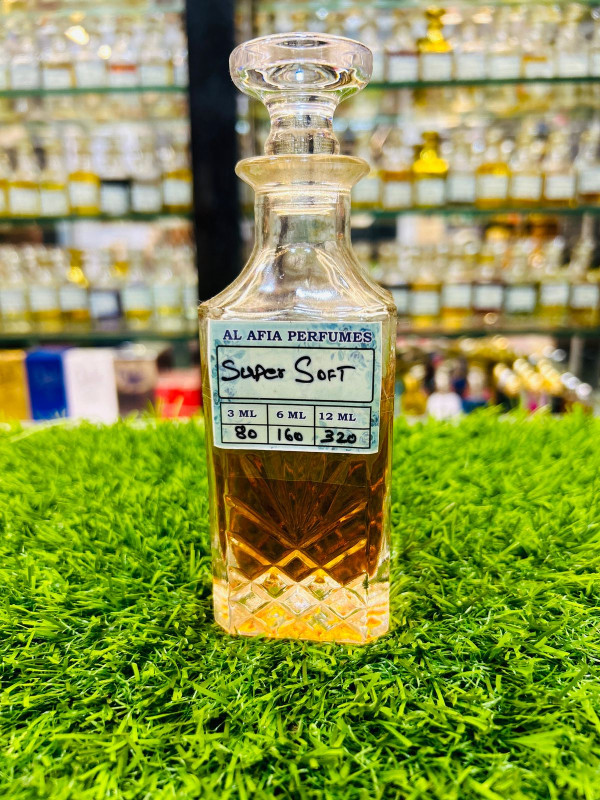 AL AFIA PERFUMES
Super Soft
3 ML 6 ML 12 ML
80 160 320